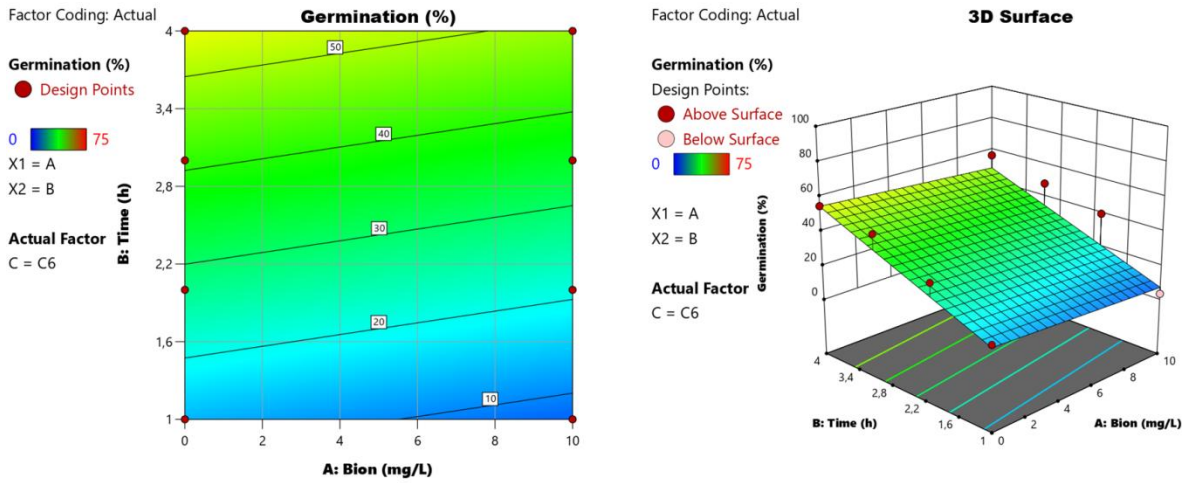 Factor Coding: Actual
Germination (%)
Germination (%)
Design Points
0 75
X1 = A
X2 = B
Actual Factor
C = C6
B: Time (h)
4
3,4
2,8
2,2
1,6
1
50
40
30
20
10
0 2 4 6 8 10
A: Bion (mg/L)
Factor Coding: Actual
3D Surface
Germination (%)
Design Points:
Above Surface
Below Surface
0 75
X1 = A
X2 = B
Actual Factor
C = C6
Germination (%)
100
80
60
40
20
0
4
3,4
2,8
2,2
1,6
1
0
2
4
6
8
10
B: Time (h)
A: Bion (mg/L)